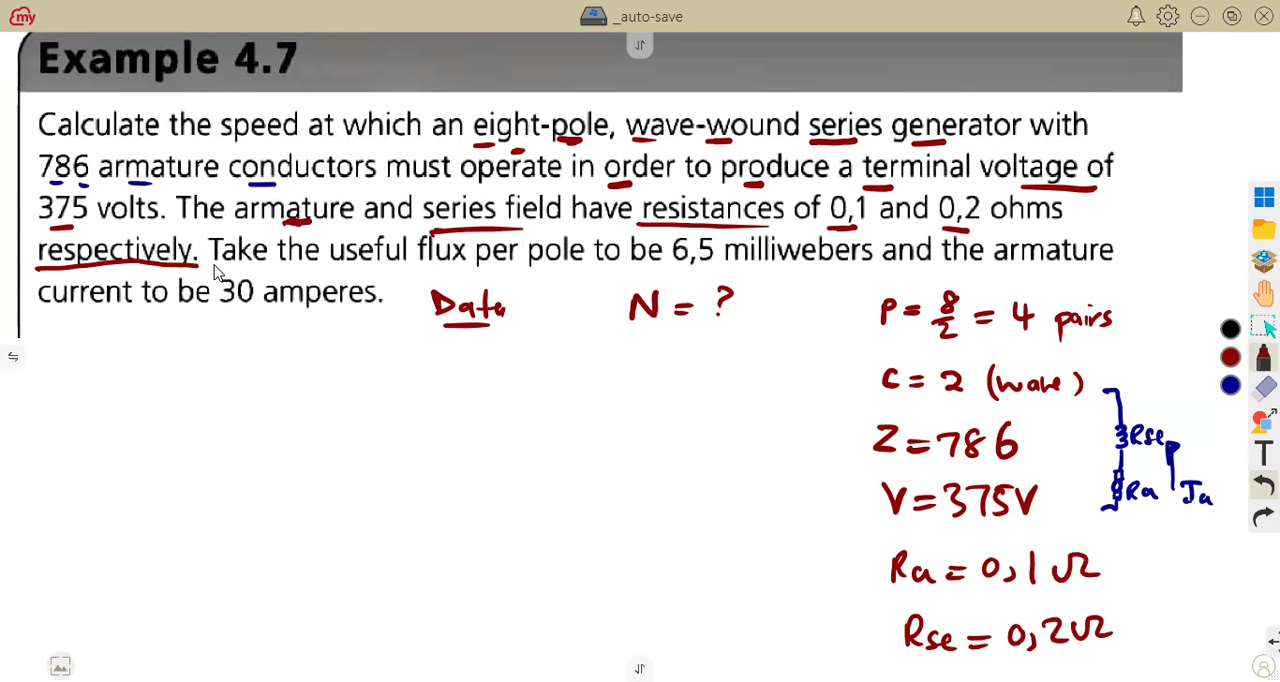 my
_auto-save
Example 4.7
Calculate the speed at which an eight-pole, wave-wound series generator with
786 armature conductors must operate in order to produce a terminal voltage of
375 volts. The armature and series field have resistances of 0,1 and 0,2 ohms
respectively. Take the useful flux per pole to be 6,5 milliwebers and the armature
current to be 30 amperes.
Data
N = ?
P = 8/2 = 4 pairs
C = 2 (wave)
Z = 786
V = 375V
Ra = 0,1 Ω
Rse = 0,2 Ω
Rse
Ra
Ia
T